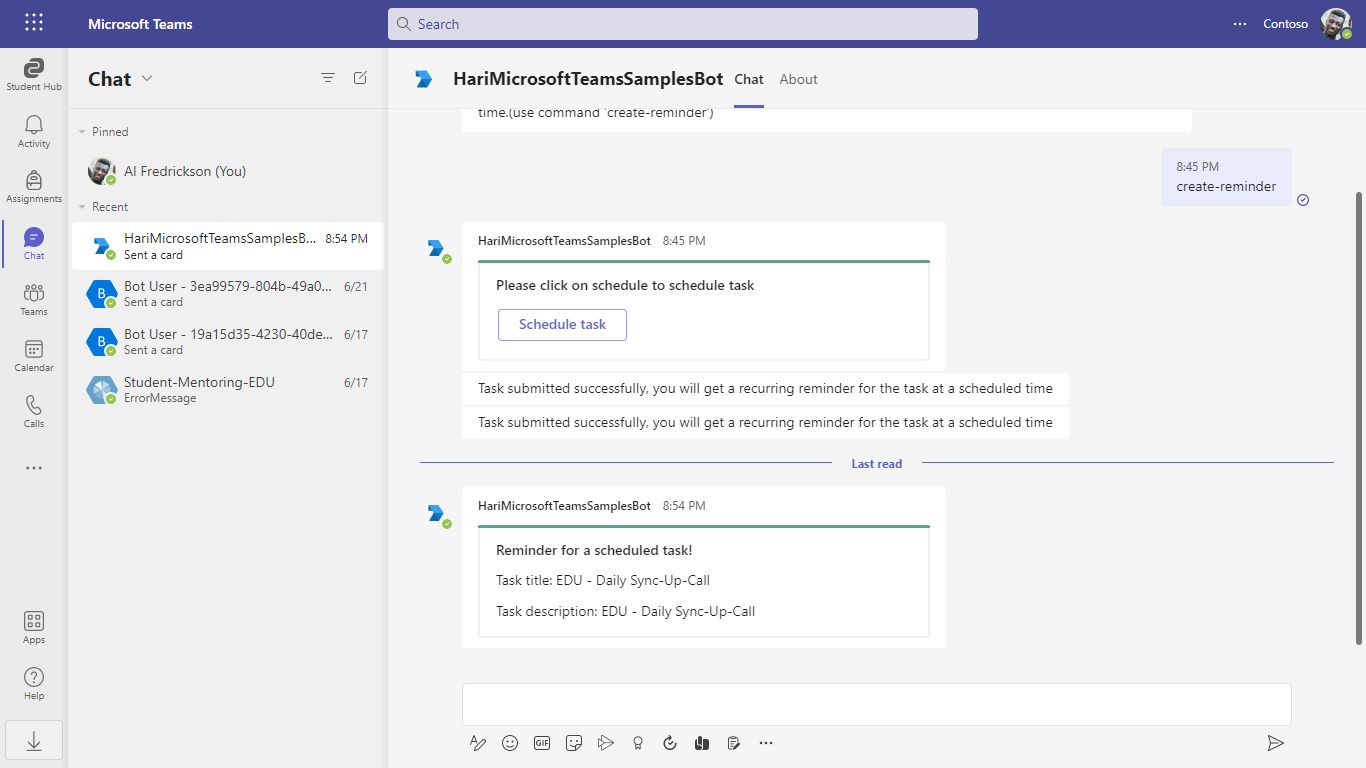 Microsoft Teams
Search
Contoso
Student Hub
Activity
Assignments
Chat
Teams
Calendar
Calls
Apps
Help
Chat
Pinned
Al Fredrickson (You)
Recent
HariMicrosoftTeamsSamplesB... 8:54 PM
Sent a card
Bot User - 3ea99579-804b-49a0... 6/21
Sent a card
Bot User - 19a15d35-4230-40de... 6/17
Sent a card
Student-Mentoring-EDU 6/17
ErrorMessage
HariMicrosoftTeamsSamplesBot Chat About
time.(use command 'create-reminder')
8:45 PM
create-reminder
HariMicrosoftTeamsSamplesBot 8:45 PM
Please click on schedule to schedule task
Schedule task
Task submitted successfully, you will get a recurring reminder for the task at a scheduled time
Task submitted successfully, you will get a recurring reminder for the task at a scheduled time
Last read
HariMicrosoftTeamsSamplesBot 8:54 PM
Reminder for a scheduled task!
Task title: EDU - Daily Sync-Up-Call
Task description: EDU - Daily Sync-Up-Call
B
B
GIF